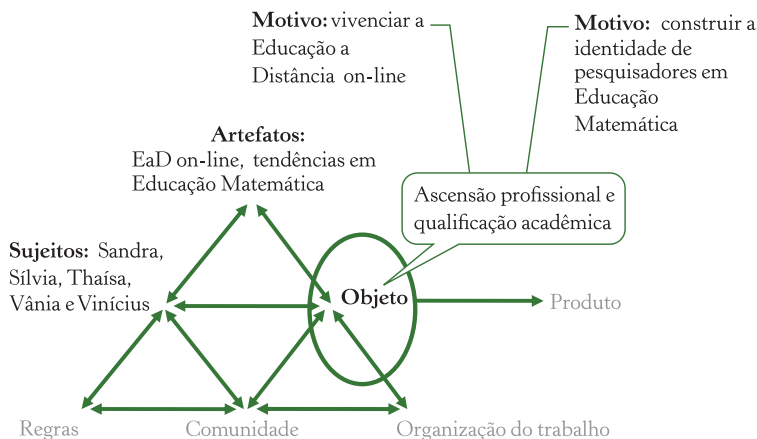 Motivo: vivenciar a
Educação a
Distância on-line
Motivo: construir a
identidade de
pesquisadores em
Educação
Matemática
Artefatos:
EaD on-line, tendências em
Educação Matemática
Ascensão profissional e
qualificação acadêmica
Sujeitos: Sandra,
Sílvia, Thaísa,
Vânia e Vinícius
Objeto
Produto
Regras
Comunidade
Organização do trabalho